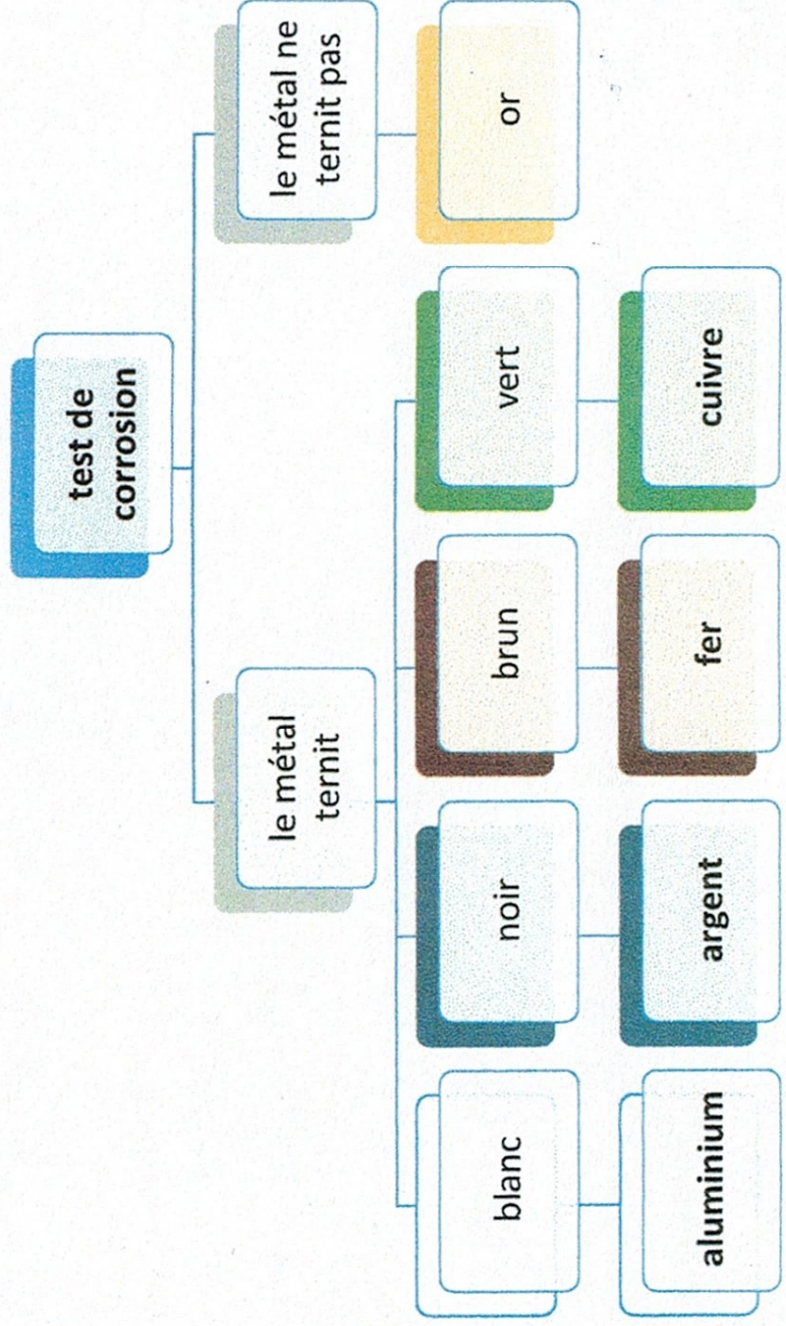 test de
corrosion
le métal
ternit
le métal ne
ternit pas
blanc
noir
brun
vert
or
aluminium
argent
fer
cuivre